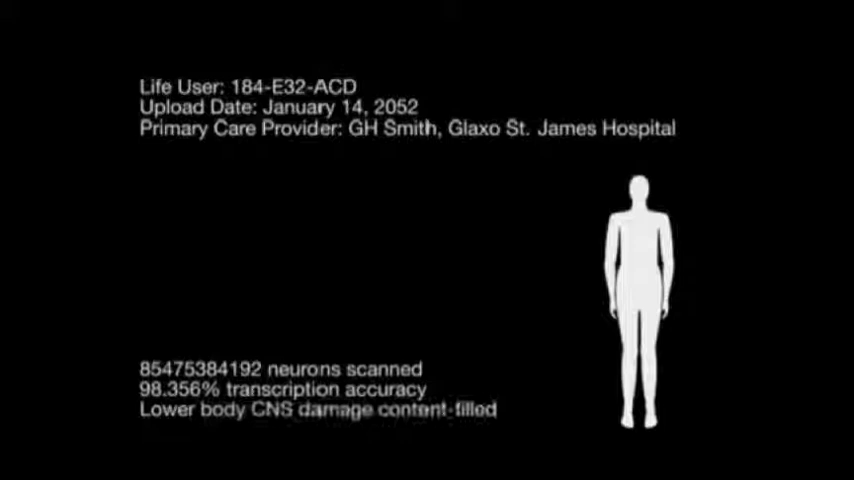 Life User: 184-E32-ACD
Upload Date: January 14, 2052
Primary Care Provider: GH Smith, Glaxo St. James Hospital
85475384192 neurons scanned
98.356% transcription accuracy
Lower body CNS damage content-filled